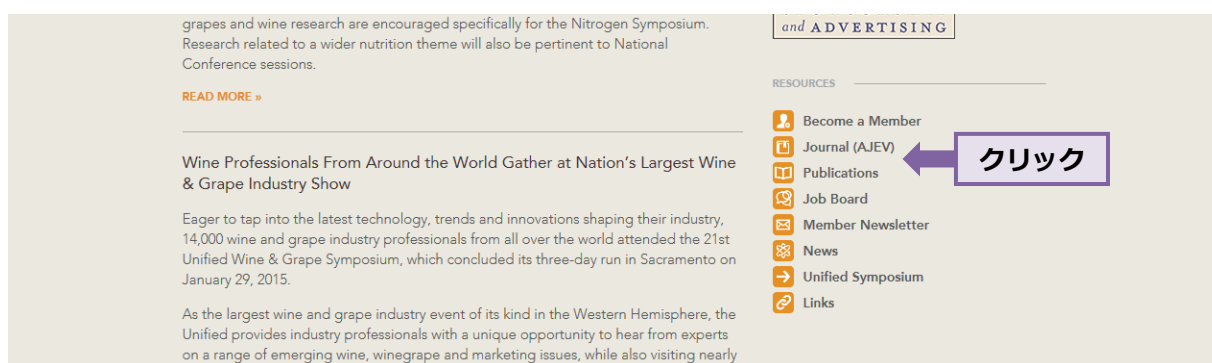 grapes and wine research are encouraged specifically for the Nitrogen Symposium.
Research related to a wider nutrition theme will also be pertinent to National
Conference sessions.
READ MORE »
Wine Professionals From Around the World Gather at Nation's Largest Wine
& Grape Industry Show
Eager to tap into the latest technology, trends and innovations shaping their industry,
14,000 wine and grape industry professionals from all over the world attended the 21st
Unified Wine & Grape Symposium, which concluded its three-day run in Sacramento on
January 29, 2015.
As the largest wine and grape industry event of its kind in the Western Hemisphere, the
Unified provides industry professionals with a unique opportunity to hear from experts
on a range of emerging wine, winegrape and marketing issues, while also visiting nearly
and ADVERTISING
RESOURCES
Become a Member
Journal (AJEV)
Publications
Job Board
Member Newsletter
News
Unified Symposium
Links
クリック